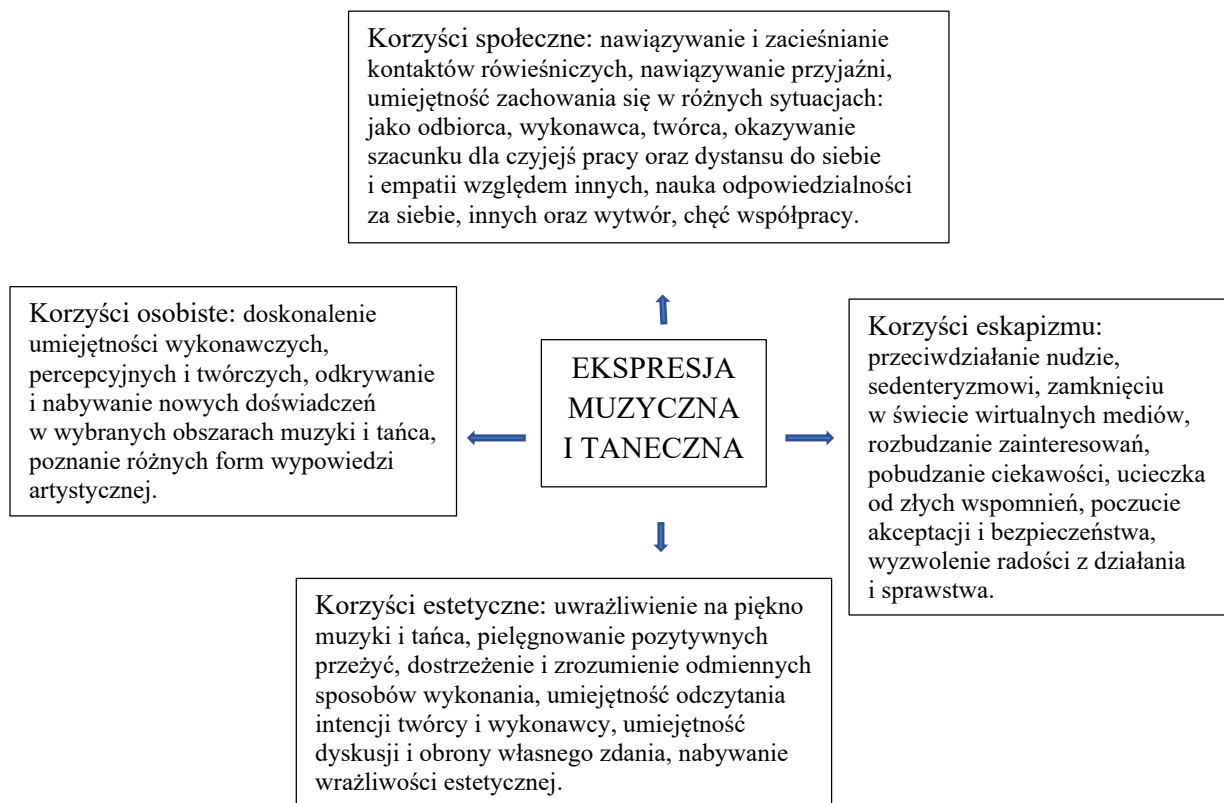 Korzyści społeczne: nawiązywanie i zacieśnianie
kontaktów rówieśniczych, nawiązywanie przyjaźni,
umiejętność zachowania się w różnych sytuacjach:
jako odbiorca, wykonawca, twórca, okazywanie
szacunku dla czyjejś pracy oraz dystansu do siebie
i empatii względem innych, nauka odpowiedzialności
za siebie, innych oraz wytwór, chęć współpracy.
Korzyści osobiste: doskonalenie
umiejętności wykonawczych,
percepcyjnych i twórczych, odkrywanie
i nabywanie nowych doświadczeń
w wybranych obszarach muzyki i tańca,
poznanie różnych form wypowiedzi
artystycznej.
EKSPRESJA
MUZYCZNA
I TANECZNA
Korzyści eskapizmu:
przeciwdziałanie nudzie,
sedenteryzmowi, zamknięciu
w świecie wirtualnych mediów,
rozbudzanie zainteresowań,
pobudzanie ciekawości, ucieczka
od złych wspomnień, poczucie
akceptacji i bezpieczeństwa,
wyzwolenie radości z działania
i sprawstwa.
Korzyści estetyczne: uwrażliwienie na piękno
muzyki i tańca, pielęgnowanie pozytywnych
przeżyć, dostrzeżenie i zrozumienie odmiennych
sposobów wykonania, umiejętność odczytania
intencji twórcy i wykonawcy, umiejętność
dyskusji i obrony własnego zdania, nabywanie
wrażliwości estetycznej.